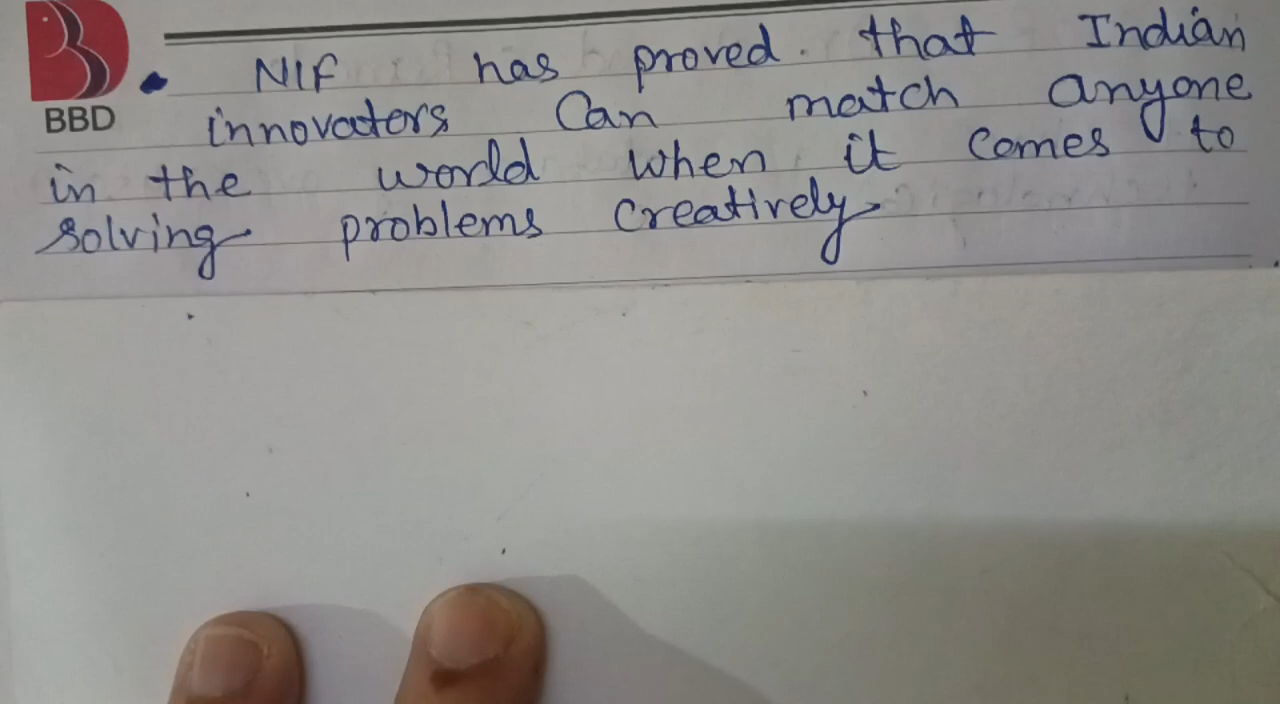 BBD
• NIF has proved that Indian
innovators Can match anyone
in the world when it comes to
solving problems creatively.